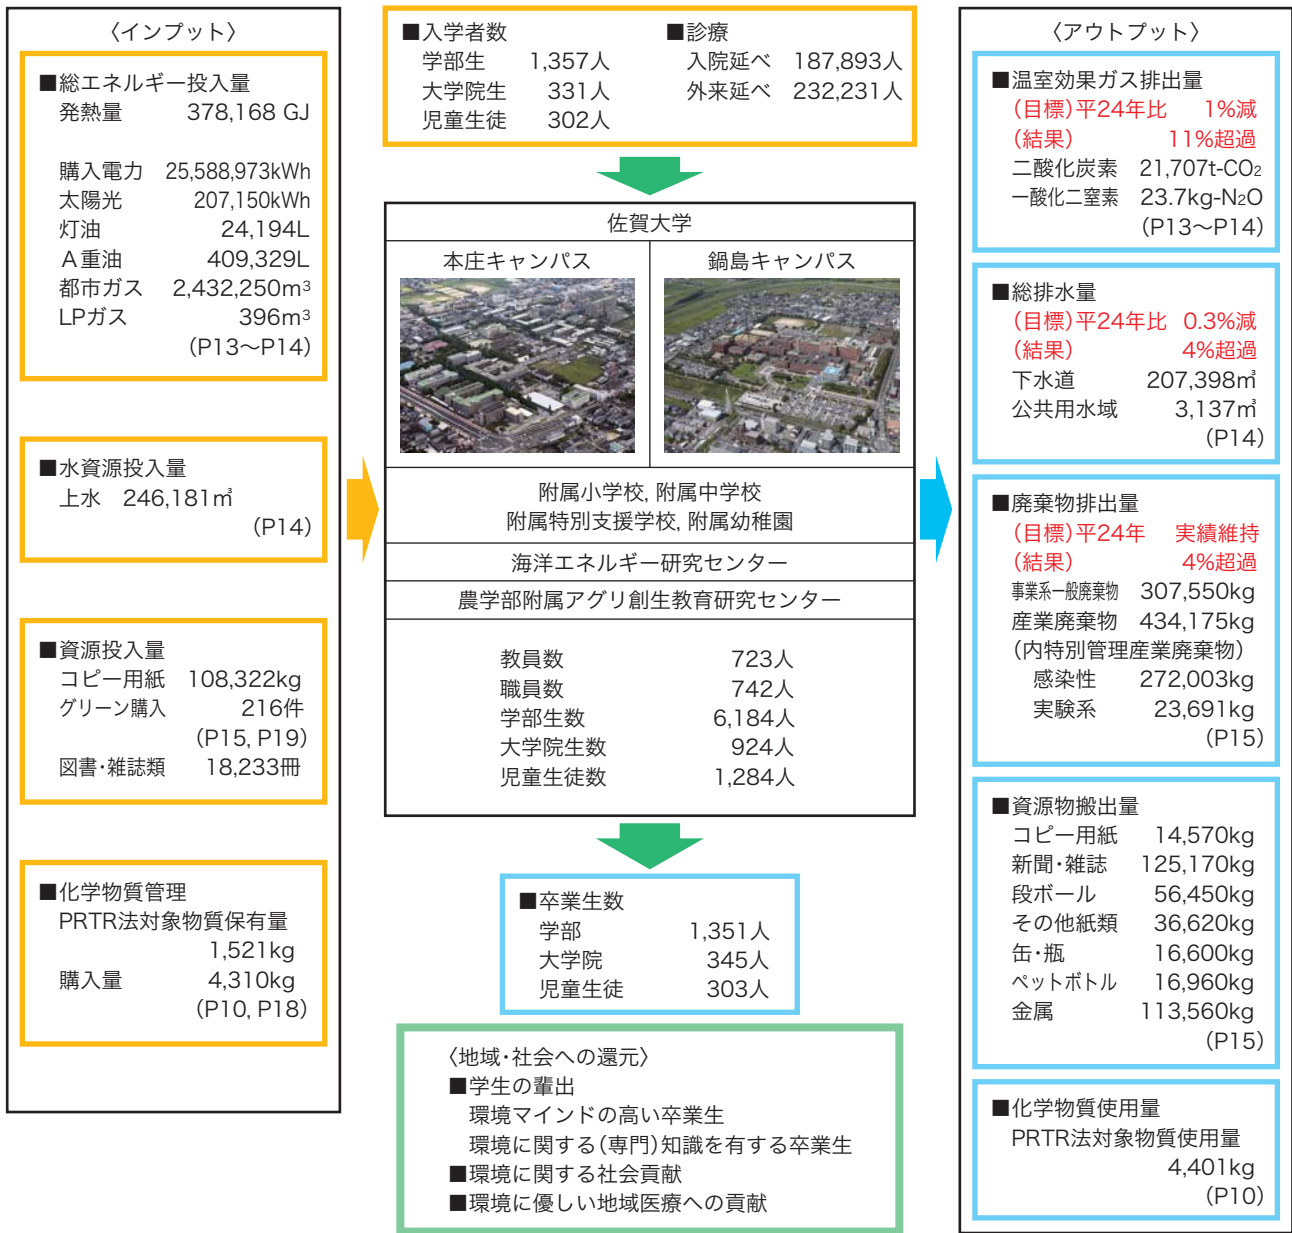 〈インプット〉
■総エネルギー投入量
発熱量 378,168 GJ
購入電力 25,588,973kWh
太陽光 207,150kWh
灯油 24,194L
A重油 409,329L
都市ガス 2,432,250m³
LPガス 396m³
(P13〜P14)
■水資源投入量
上水 246,181㎥
(P14)
■資源投入量
コピー用紙 108,322kg
グリーン購入 216件
(P15, P19)
図書・雑誌類 18,233冊
■化学物質管理
PRTR法対象物質保有量
1,521kg
購入量 4,310kg
(P10, P18)
■入学者数
学部生 1,357人
大学院生 331人
児童生徒 302人
■診療
入院延べ 187,893人
外来延べ 232,231人
佐賀大学
本庄キャンパス
鍋島キャンパス
附属小学校, 附属中学校
附属特別支援学校, 附属幼稚園
海洋エネルギー研究センター
農学部附属アグリ創生教育研究センター
教員数 723人
職員数 742人
学部生数 6,184人
大学院生数 924人
児童生徒数 1,284人
■卒業生数
学部 1,351人
大学院 345人
児童生徒 303人
〈地域・社会への還元〉
■学生の輩出
環境マインドの高い卒業生
環境に関する(専門)知識を有する卒業生
■環境に関する社会貢献
■環境に優しい地域医療への貢献
〈アウトプット〉
■温室効果ガス排出量
(目標)平24年比 1%減
(結果) 11%超過
二酸化炭素 21,707t-CO₂
一酸化二窒素 23.7kg-N₂O
(P13〜P14)
■総排水量
(目標)平24年比 0.3%減
(結果) 4%超過
下水道 207,398㎥
公共用水域 3,137㎥
(P14)
■廃棄物排出量
(目標)平24年 実績維持
(結果) 4%超過
事業系一般廃棄物 307,550kg
産業廃棄物 434,175kg
(内特別管理産業廃棄物)
感染性 272,003kg
実験系 23,691kg
(P15)
■資源物搬出量
コピー用紙 14,570kg
新聞・雑誌 125,170kg
段ボール 56,450kg
その他紙類 36,620kg
缶・瓶 16,600kg
ペットボトル 16,960kg
金属 113,560kg
(P15)
■化学物質使用量
PRTR法対象物質使用量
4,401kg
(P10)